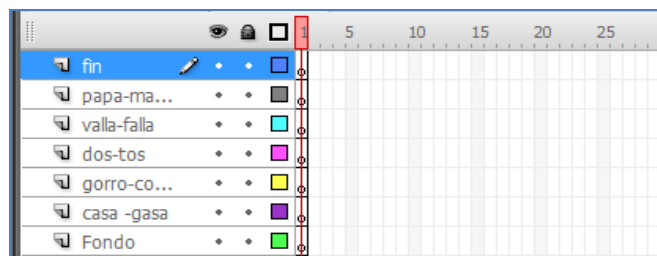 1 5 10 15 20 25
fin
papa-ma...
valla-falla
dos-tos
gorro-co...
casa -gasa
Fondo